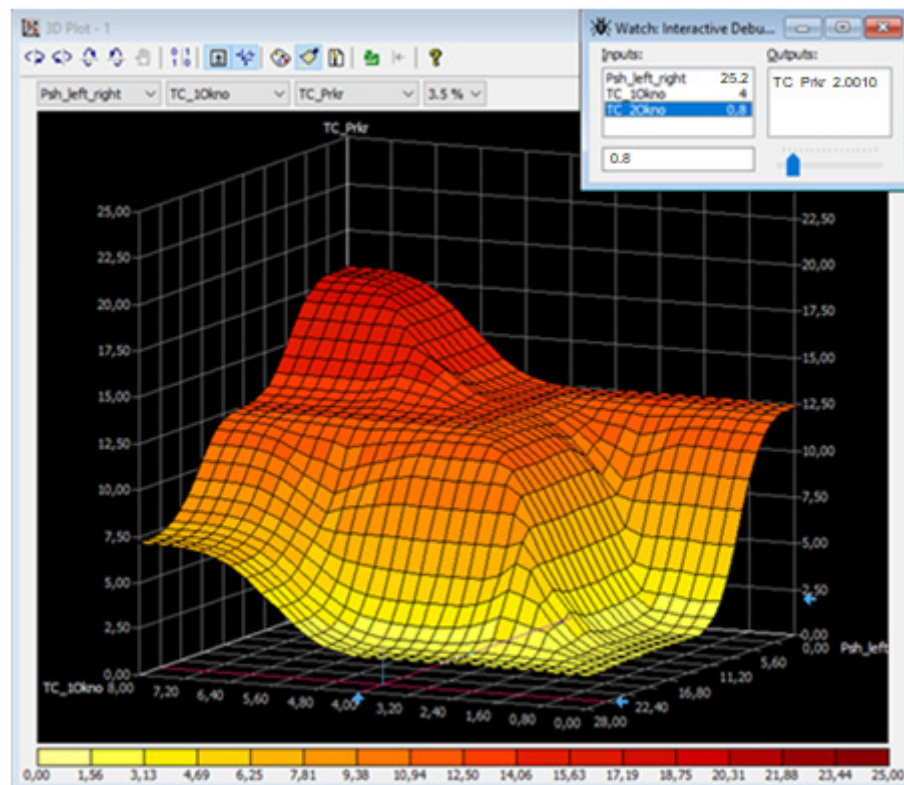 3D Plot - 1
Watch: Interactive Debu...
Inputs:
Outputs:
Psh_left_right 25.2
TC_1Okno 4
TC_2Okno 0.8
TC Prkr 2.0010
0.8
Psh_left_right TC_1Okno TC_Prkr 3.5 %
TC_Prkr
25,00
22,50
20,00
17,50
15,00
12,50
10,00
7,50
5,00
2,50
0,00
22,50
20,00
17,50
15,00
12,50
10,00
7,50
5,00
2,50
0,00
TC_1Okno 8,00 7,20 6,40 5,60 4,80 4,00 3,20 2,40 1,60 0,80 0,00
28,00 22,40 16,80 11,20 5,60 0,00 Psh_left
0,00 1,56 3,13 4,69 6,25 7,81 9,38 10,94 12,50 14,06 15,63 17,19 18,75 20,31 21,88 23,44 25,00